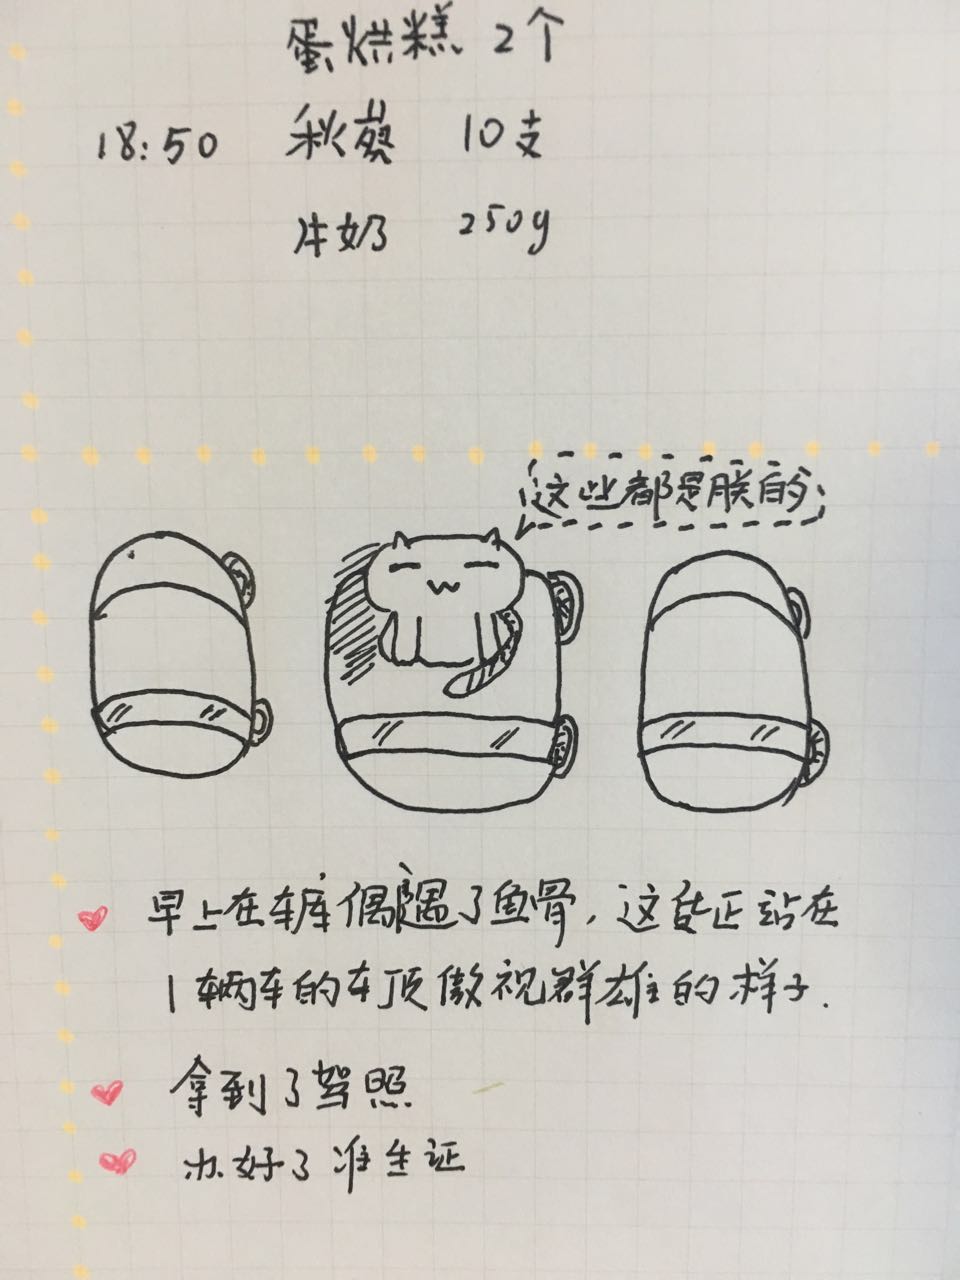 蛋烘糕 2个
18:50 秋葵 10支
牛奶 250g
这些都是朕的
早上在车库偶遇了鱼骨,这货正站在
1辆车的车顶傲视群雄的样子.
拿到了驾照
办好了准生证